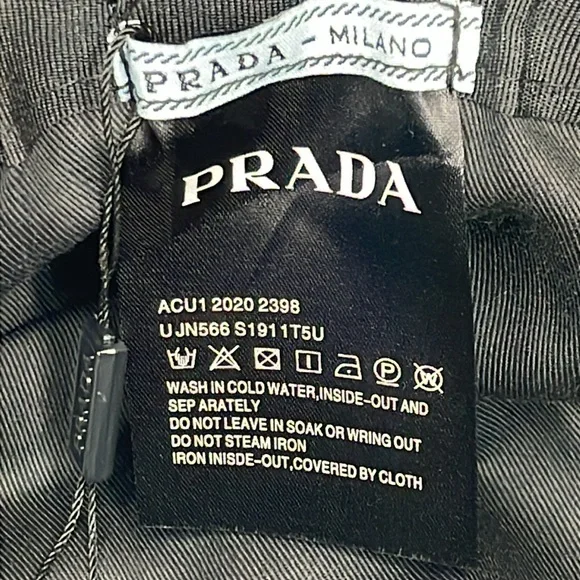 PRADA - MILANO
PRADA
ACU1 2020 2398
UJN566 S191 1T5U
WASH IN COLD WATER,INSIDE-OUT AND
SEP ARATELY
DO NOT LEAVE IN SOAK OR WRING OUT
DO NOT STEAM IRON
IRON INISDE-OUT,COVERED BY CLOTH